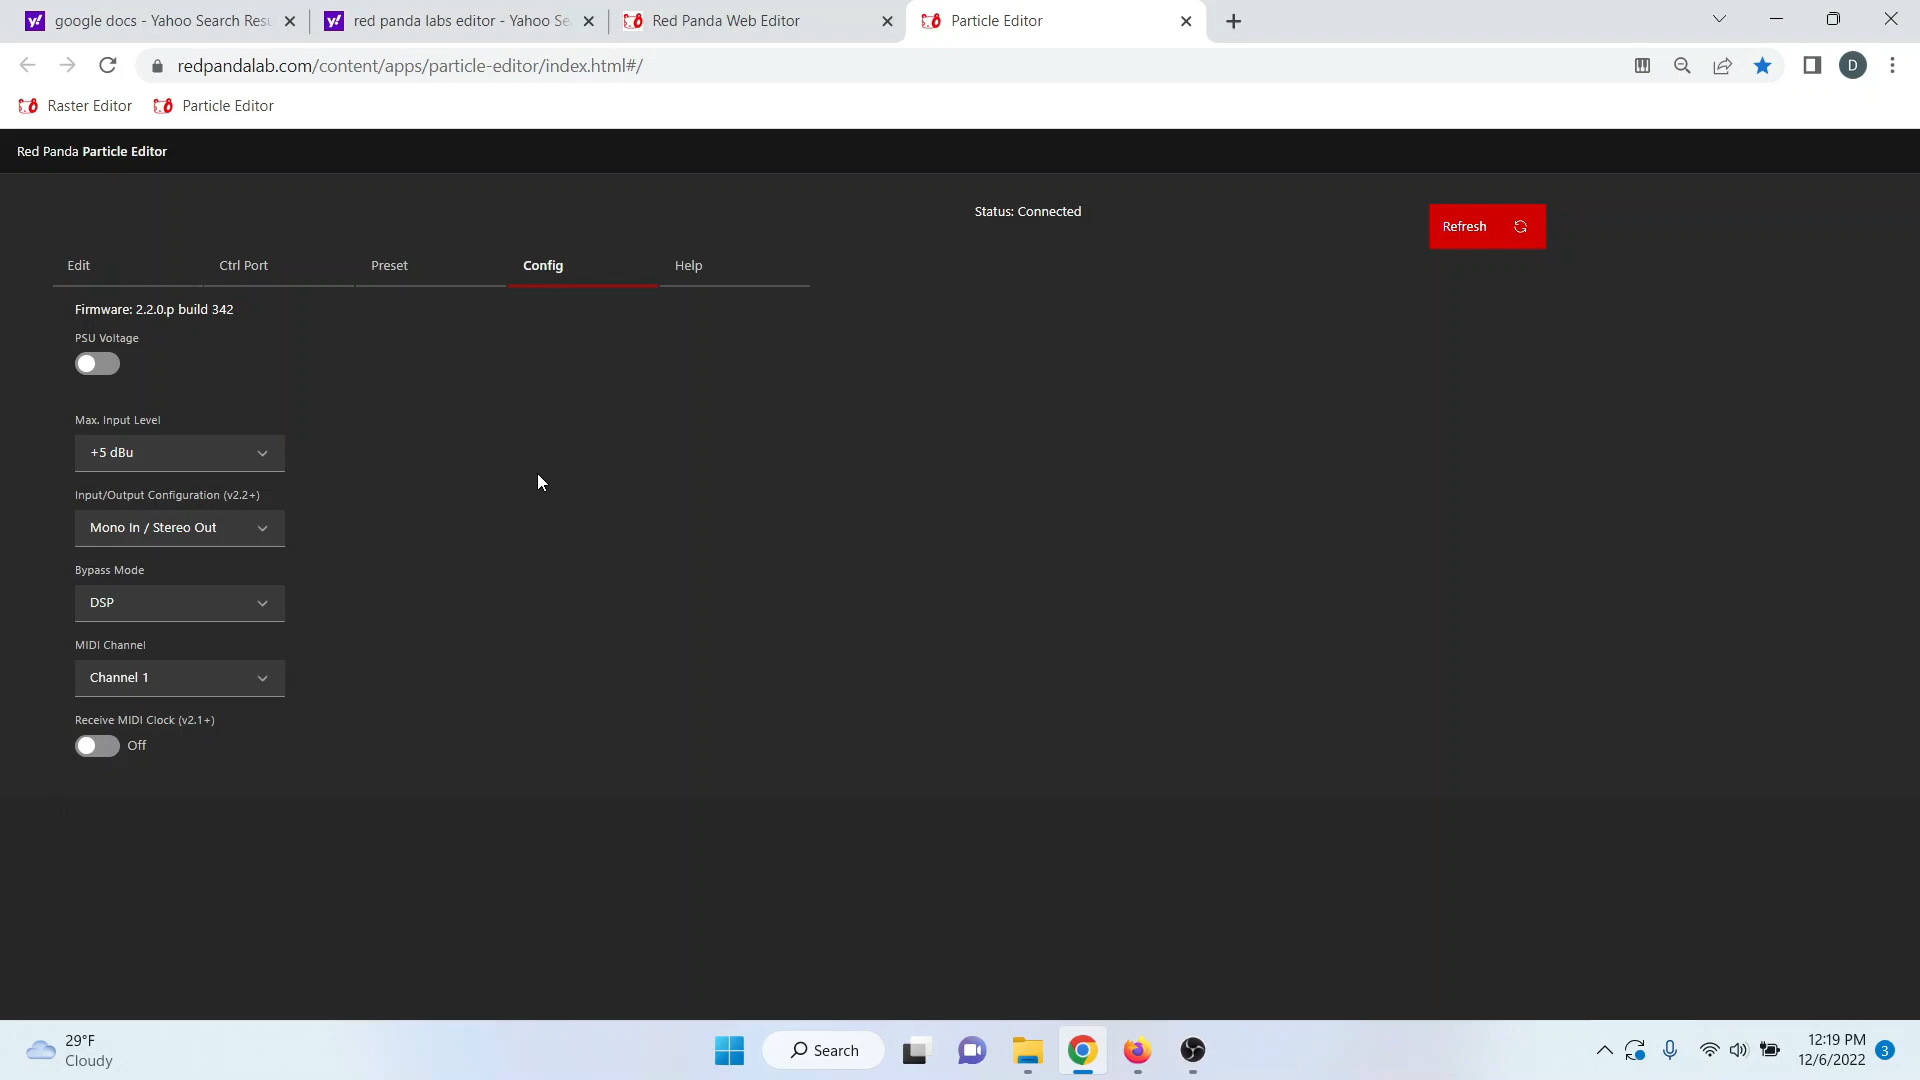 google docs - Yahoo Search Resu
red panda labs editor - Yahoo Se
Red Panda Web Editor
Particle Editor
redpandalab.com/content/apps/particle-editor/index.html#/
D
Raster Editor
Particle Editor
Red Panda Particle Editor
Status: Connected
Refresh
Edit
Ctrl Port
Preset
Config
Help
Firmware: 2.2.0.p build 342
PSU Voltage
Max. Input Level
+5 dBu
Input/Output Configuration (v2.2+)
Mono In / Stereo Out
Bypass Mode
DSP
MIDI Channel
Channel 1
Receive MIDI Clock (v2.1+)
Off
29°F
Cloudy
Search
12:19 PM
12/6/2022
3